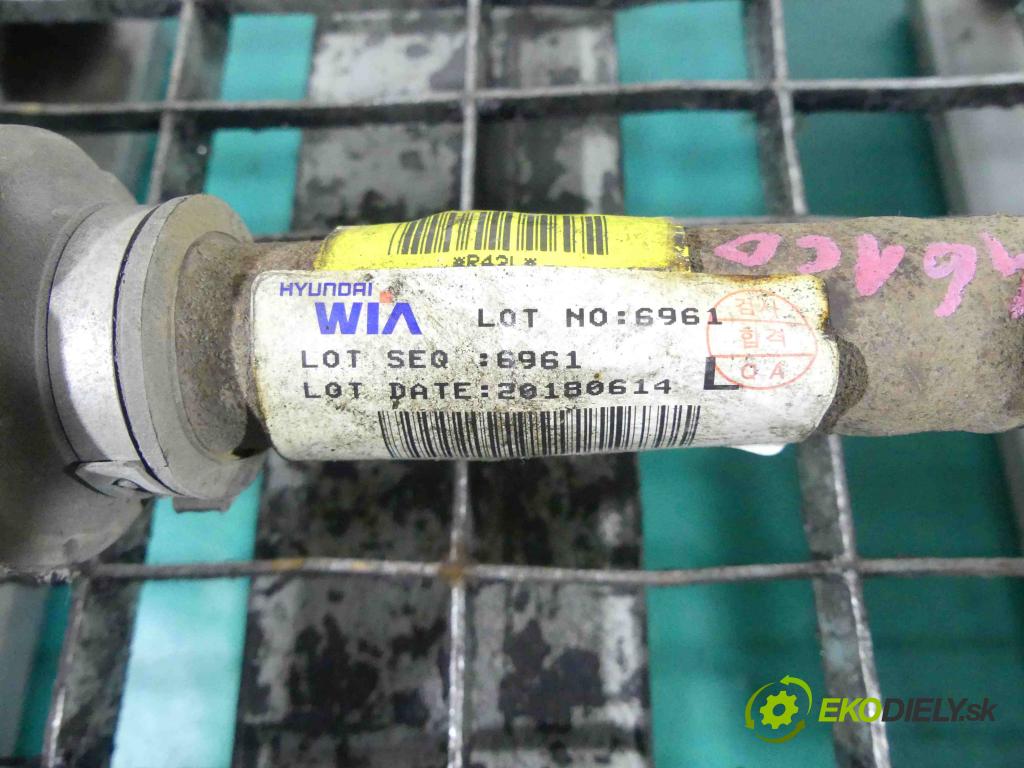 *R42L*
HYUNDAI
WIA
LOT NO:6961
LOT SEQ :6961
LOT DATE:20180614
L
검사
합격
QA
EKODIELY.sk